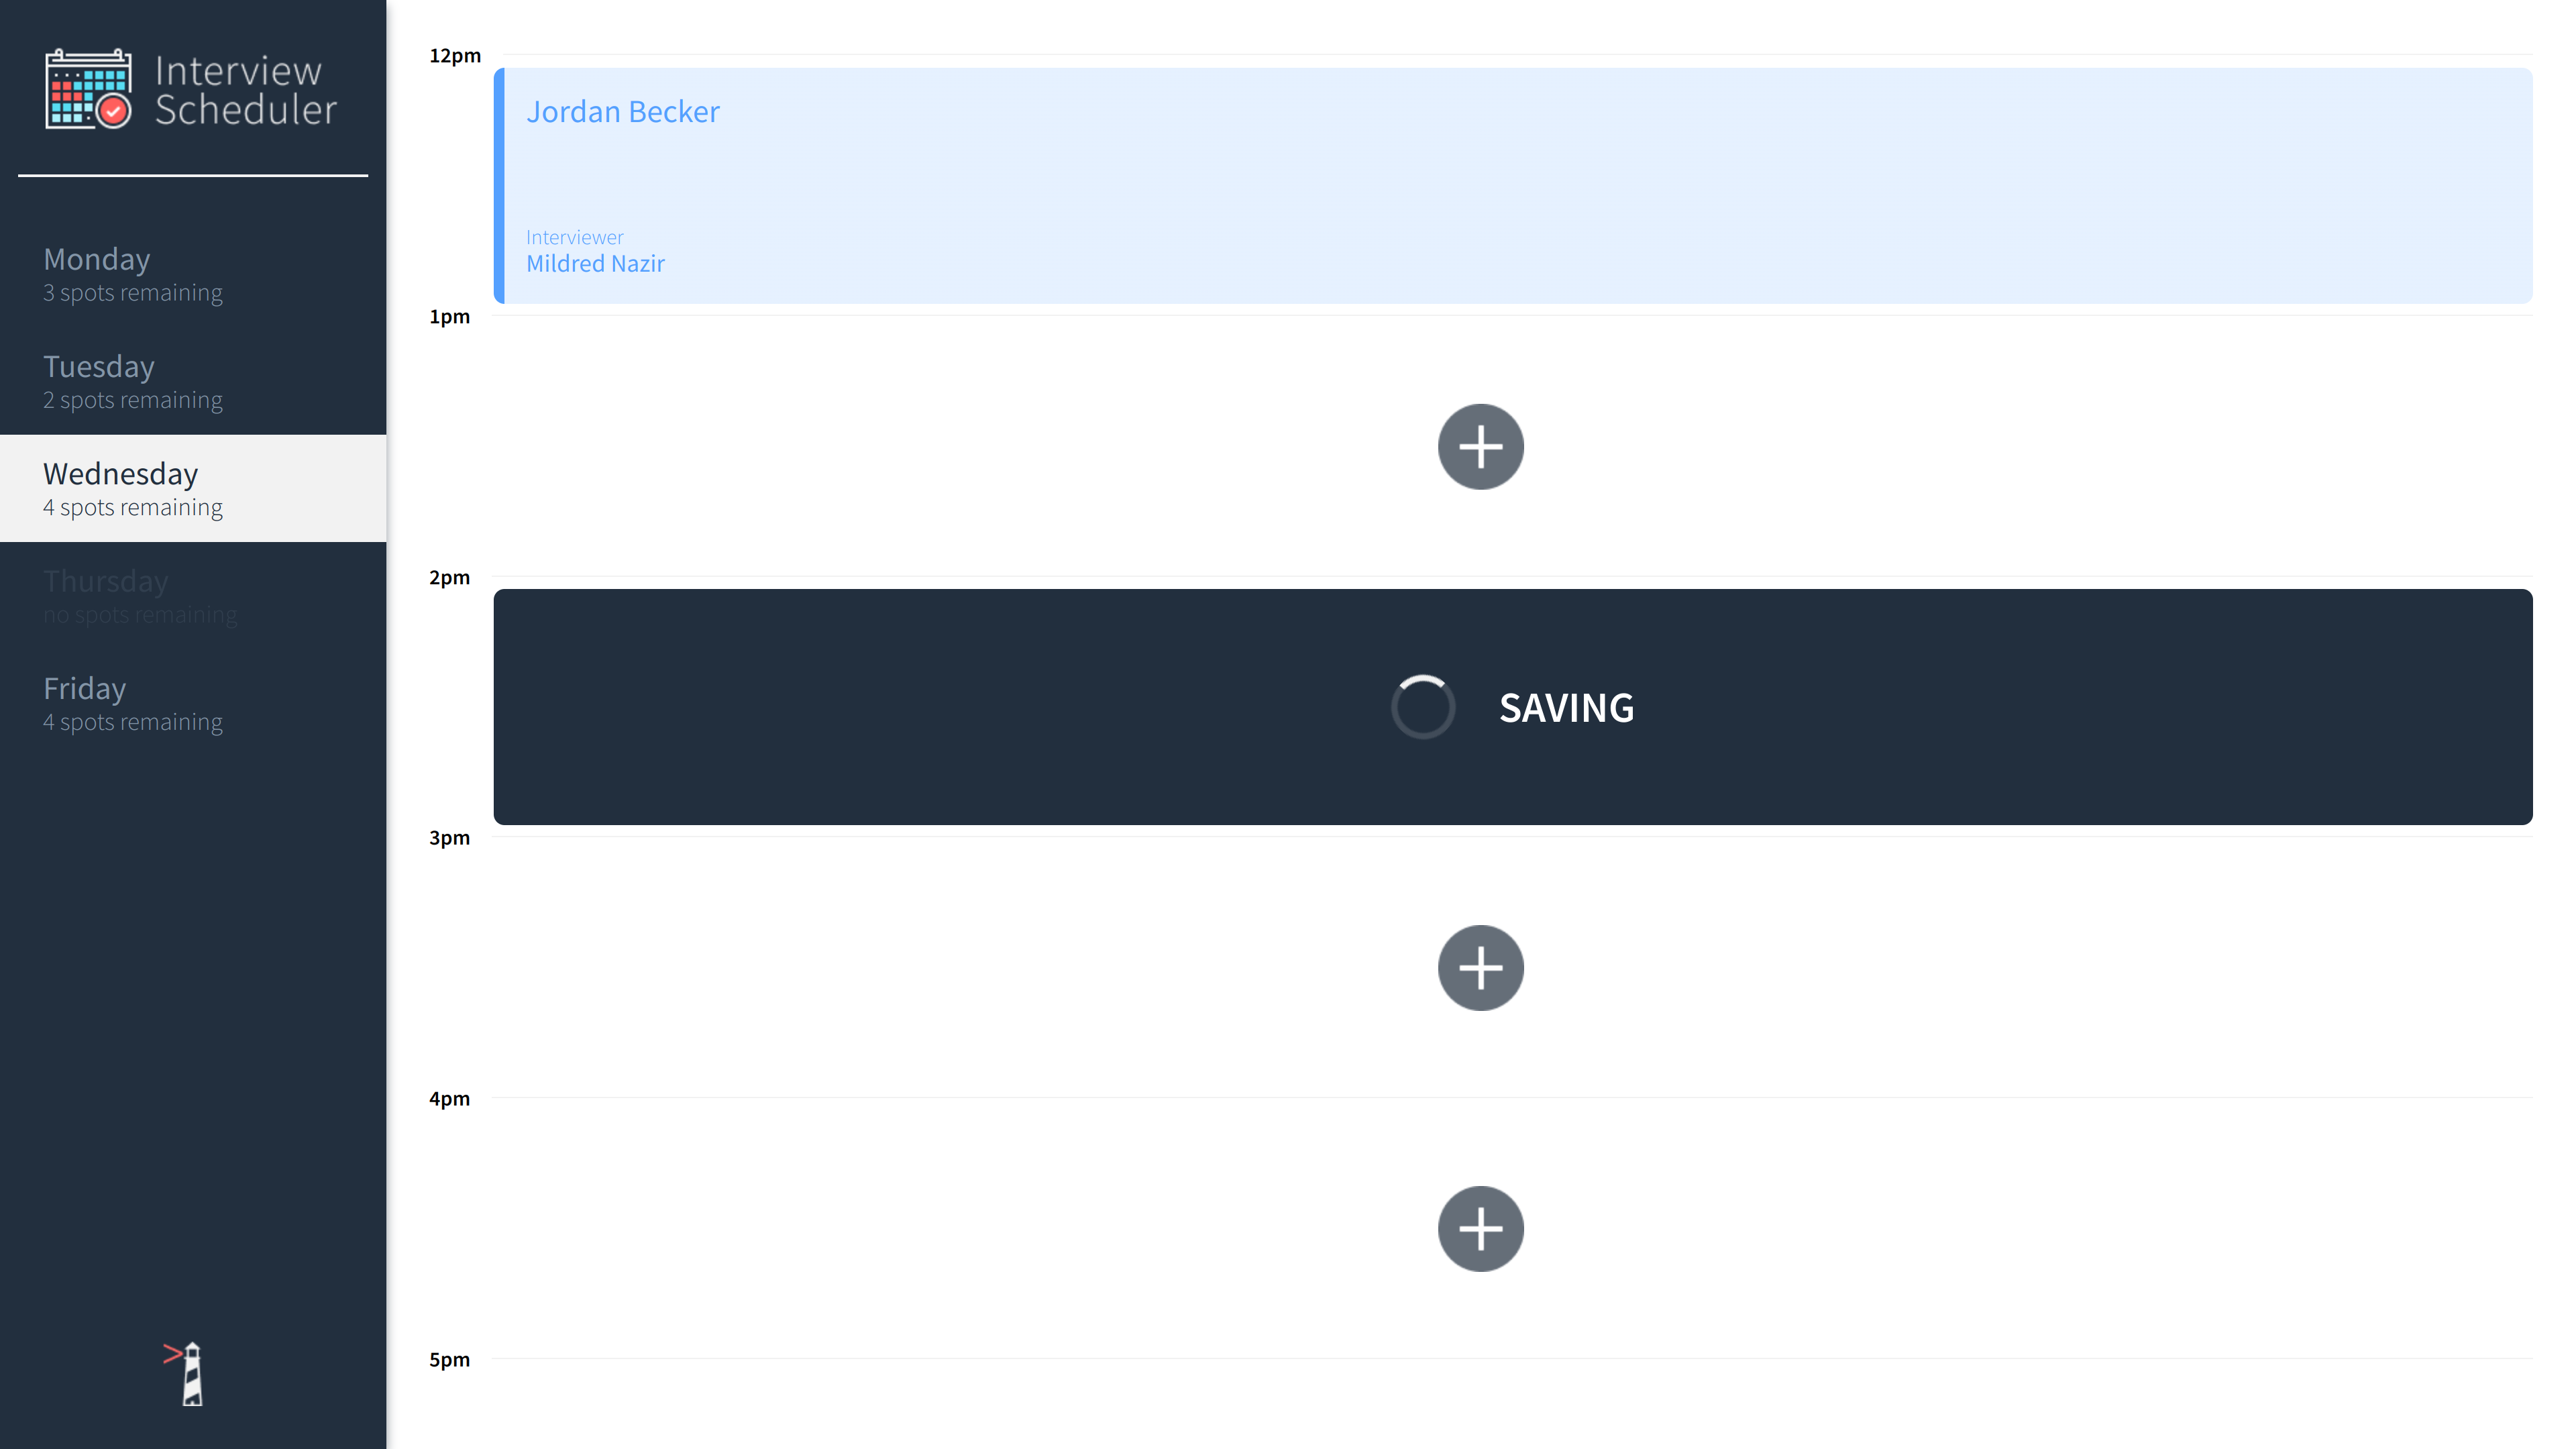 Interview
Scheduler
Monday
3 spots remaining
Tuesday
2 spots remaining
Wednesday
4 spots remaining
Thursday
no spots remaining
Friday
4 spots remaining
12pm
Jordan Becker
Interviewer
Mildred Nazir
1pm
2pm
SAVING
3pm
4pm
5pm